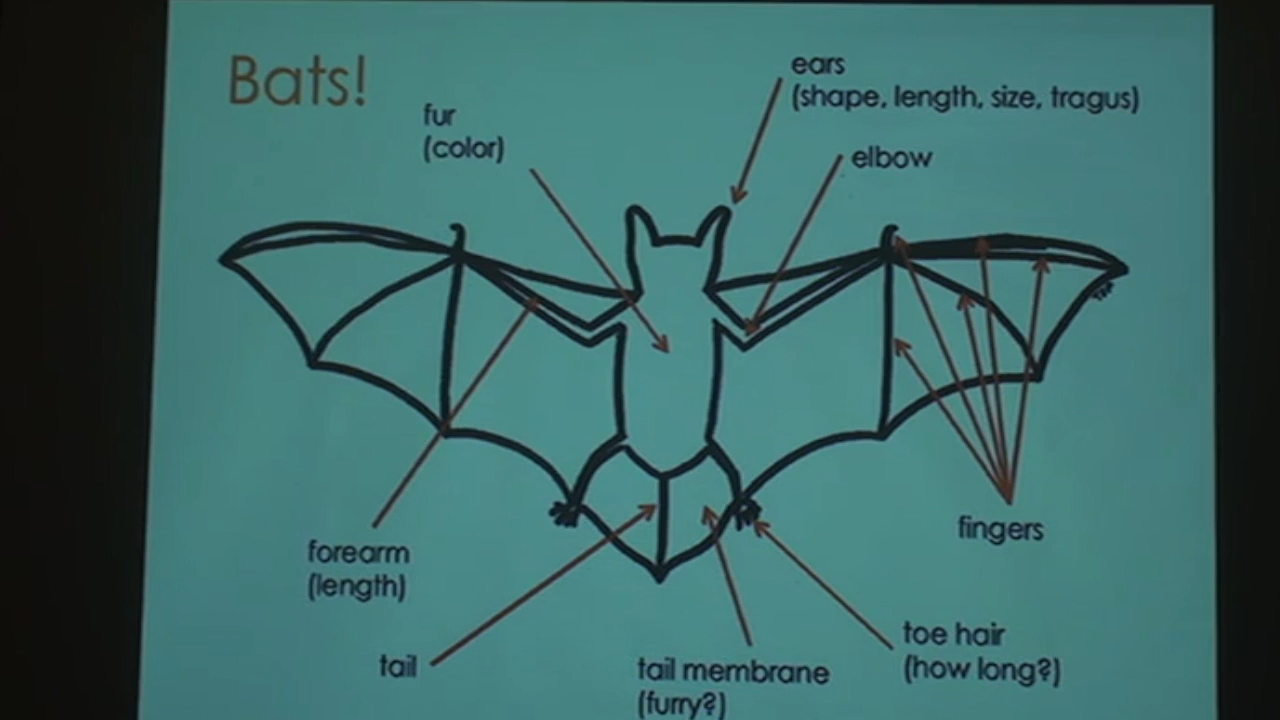 Bats!
ears
(shape, length, size, tragus)
fur
(color)
elbow
fingers
forearm
(length)
tail
tail membrane
(furry?)
toe hair
(how long?)